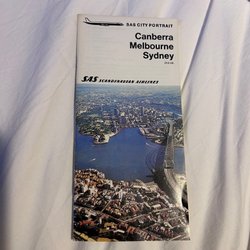 SAS CITY PORTRAIT
Canberra
Melbourne
Sydney
SAS SCANDINAVIAN AIRLINES